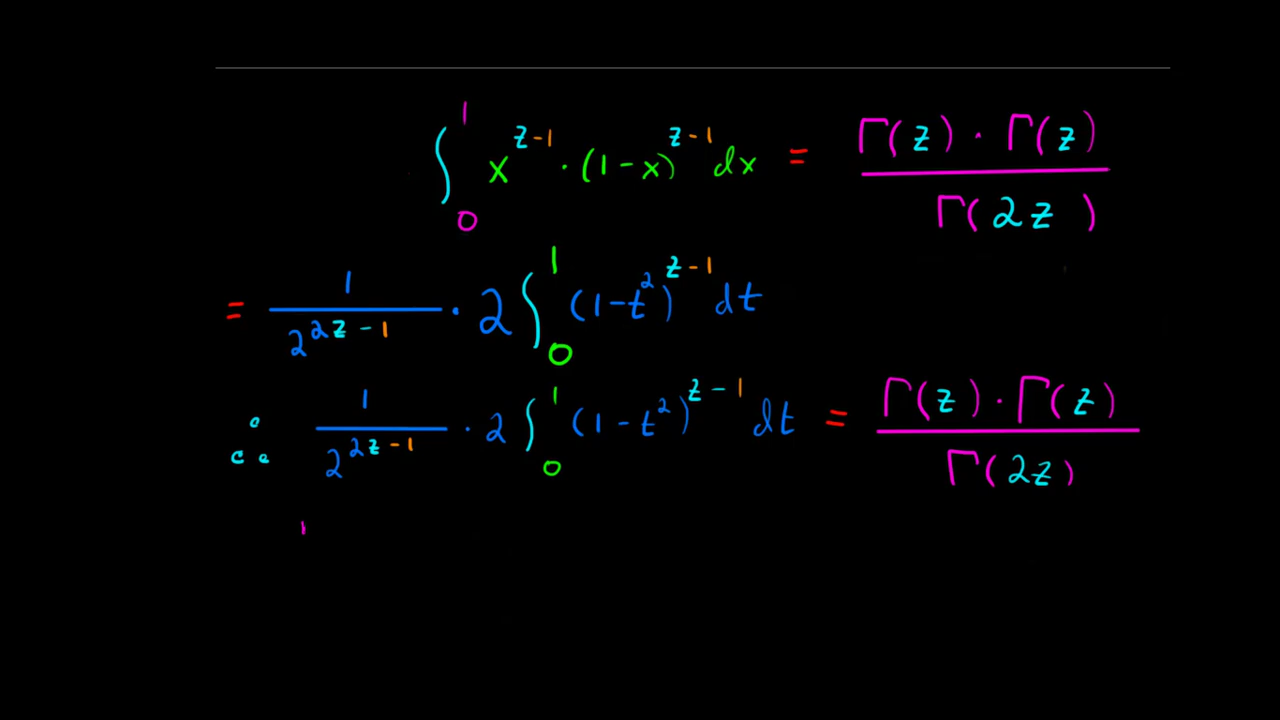 ∫₀¹ x^{z-1} · (1-x)^{z-1} dx = Γ(z) · Γ(z) / Γ(2z)
= 1/2^{2z-1} · 2 ∫₀¹ (1-t²)^{z-1} dt
∴ 1/2^{2z-1} · 2 ∫₀¹ (1-t²)^{z-1} dt = Γ(z) · Γ(z) / Γ(2z)